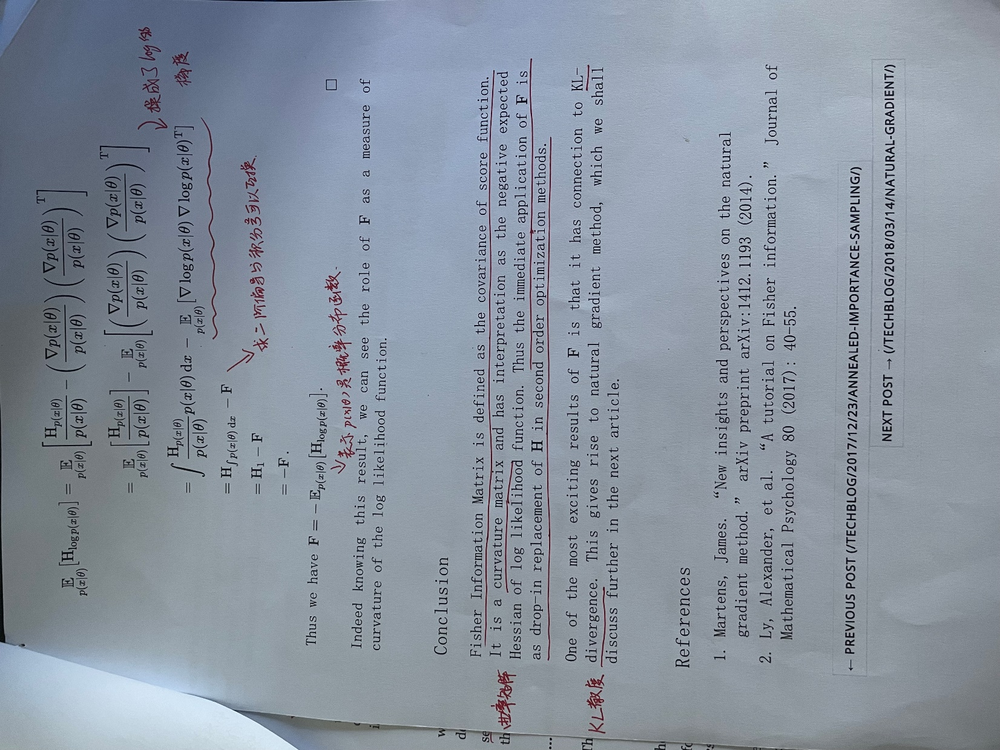 $\mathbb{E}_{p(x|\theta)} \left[ \mathrm{H}_{\log p(x|\theta)} \right] = \mathbb{E}_{p(x|\theta)} \left[ \frac{\mathrm{H}_{p(x|\theta)}}{p(x|\theta)} - \left( \frac{\nabla p(x|\theta)}{p(x|\theta)} \right) \left( \frac{\nabla p(x|\theta)}{p(x|\theta)} \right)^{\mathrm{T}} \right]$
$= \mathbb{E}_{p(x|\theta)} \left[ \frac{\mathrm{H}_{p(x|\theta)}}{p(x|\theta)} \right] - \mathbb{E}_{p(x|\theta)} \left[ \left( \frac{\nabla p(x|\theta)}{p(x|\theta)} \right) \left( \frac{\nabla p(x|\theta)}{p(x|\theta)} \right)^{\mathrm{T}} \right]$
换成了log的
梯度
$= \int \frac{\mathrm{H}_{p(x|\theta)}}{p(x|\theta)} p(x|\theta) \, \mathrm{d}x - \mathbb{E}_{p(x|\theta)} \left[ \nabla \log p(x|\theta) \nabla \log p(x|\theta)^{\mathrm{T}} \right]$
$= \mathrm{H}_{\int p(x|\theta) \, \mathrm{d}x} - \mathrm{F}$
求二阶偏导与积分号可以互换.
$= \mathrm{H}_1 - \mathrm{F}$
$= -\mathrm{F}.$
Thus we have $\mathbf{F} = -\mathbb{E}_{p(x|\theta)} \left[ \mathrm{H}_{\log p(x|\theta)} \right]$.
□
表示p(x|θ)是概率分布函数.
Indeed knowing this result, we can see the role of F as a measure of
curvature of the log likelihood function.
Conclusion
Fisher Information Matrix is defined as the covariance of score function.
It is a curvature matrix and has interpretation as the negative expected
Hessian of log likelihood function. Thus the immediate application of F is
as drop-in replacement of H in second order optimization methods.
曲率矩阵
One of the most exciting results of F is that it has connection to KL-
divergence. This gives rise to natural gradient method, which we shall
discuss further in the next article.
KL散度
References
1. Martens, James. “New insights and perspectives on the natural
gradient method.” arXiv preprint arXiv:1412.1193 (2014).
2. Ly, Alexander, et al. “A tutorial on Fisher information.” Journal of
Mathematical Psychology 80 (2017): 40-55.
← PREVIOUS POST (/TECHBLOG/2017/12/23/ANNEALED-IMPORTANCE-SAMPLING/)
NEXT POST → (/TECHBLOG/2018/03/14/NATURAL-GRADIENT/)